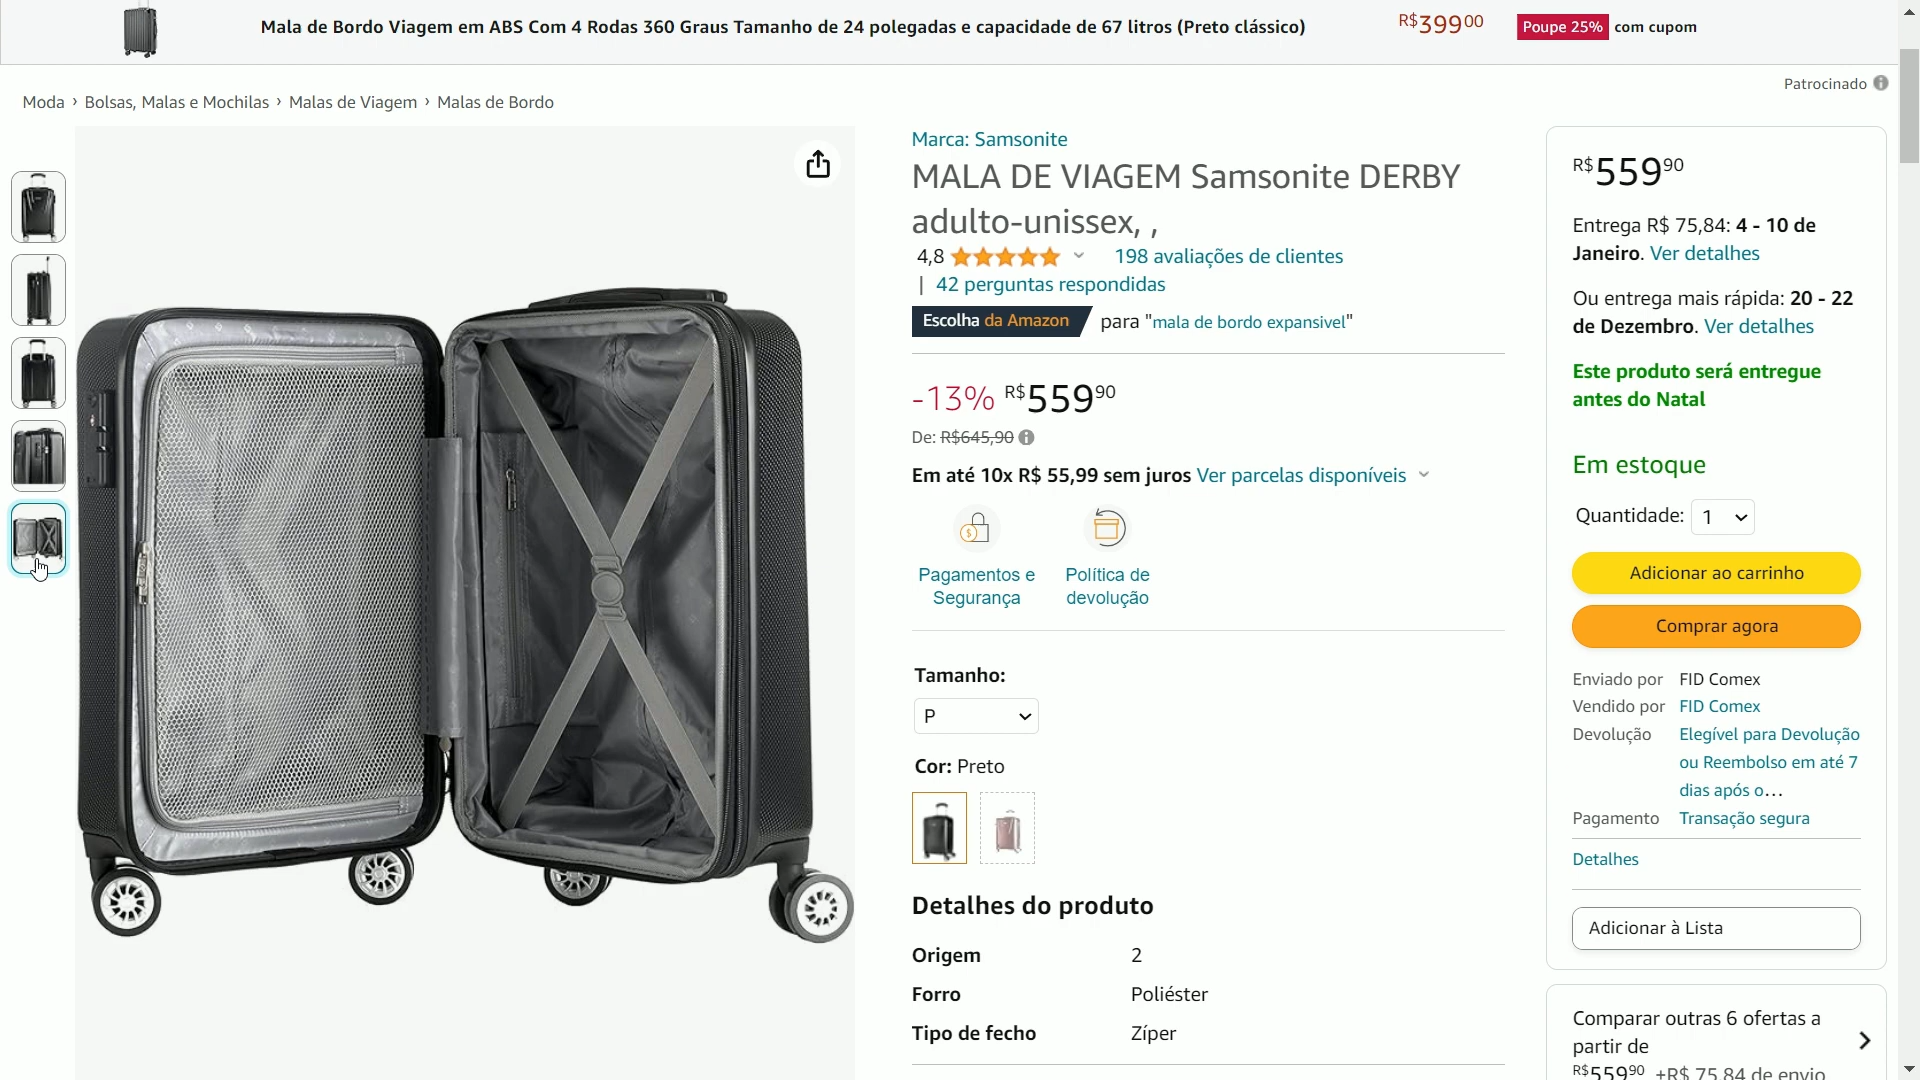 Mala de Bordo Viagem em ABS Com 4 Rodas 360 Graus Tamanho de 24 polegadas e capacidade de 67 litros (Preto clássico)
R$39900
Poupe 25% com cupom
Patrocinado
Moda › Bolsas, Malas e Mochilas › Malas de Viagem › Malas de Bordo
Marca: Samsonite
MALA DE VIAGEM Samsonite DERBY
adulto-unissex, ,
4,8
198 avaliações de clientes
| 42 perguntas respondidas
Escolha da Amazon para "mala de bordo expansivel"
-13% R$55990
De: R$645,90
Em até 10x R$ 55,99 sem juros Ver parcelas disponíveis
Pagamentos e
Segurança
Política de
devolução
Tamanho:
P
Cor: Preto
Detalhes do produto
Origem 2
Forro Poliéster
Tipo de fecho Zíper
R$55990
Entrega R$ 75,84: 4 - 10 de
Janeiro. Ver detalhes
Ou entrega mais rápida: 20 - 22
de Dezembro. Ver detalhes
Este produto será entregue
antes do Natal
Em estoque
Quantidade: 1
Adicionar ao carrinho
Comprar agora
Enviado por FID Comex
Vendido por FID Comex
Devolução Elegível para Devolução
ou Reembolso em até 7
dias após o…
Pagamento Transação segura
Detalhes
Adicionar à Lista
Comparar outras 6 ofertas a
partir de
R$55990 +R$ 75,84 de envio